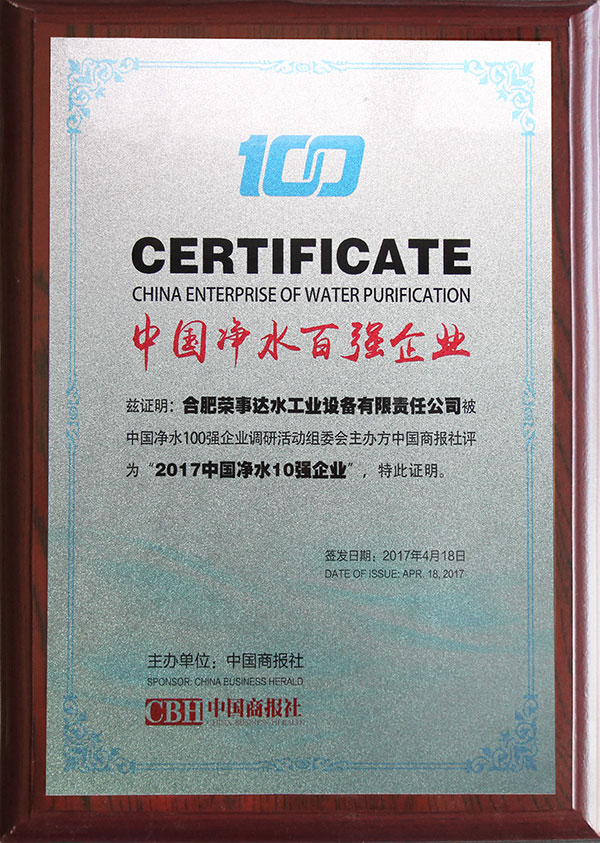 100
CERTIFICATE
CHINA ENTERPRISE OF WATER PURIFICATION
中国净水百强企业
兹证明：合肥荣事达水工业设备有限责任公司被
中国净水100强企业调研活动组委会主办方中国商报社评
为“2017中国净水10强企业”，特此证明。
签发日期：2017年4月18日
DATE OF ISSUE: APR. 18, 2017
主办单位：中国商报社
SPONSOR: CHINA BUSINESS HERALD
CBH 中国商报社
CHINA BUSINESS HERALD